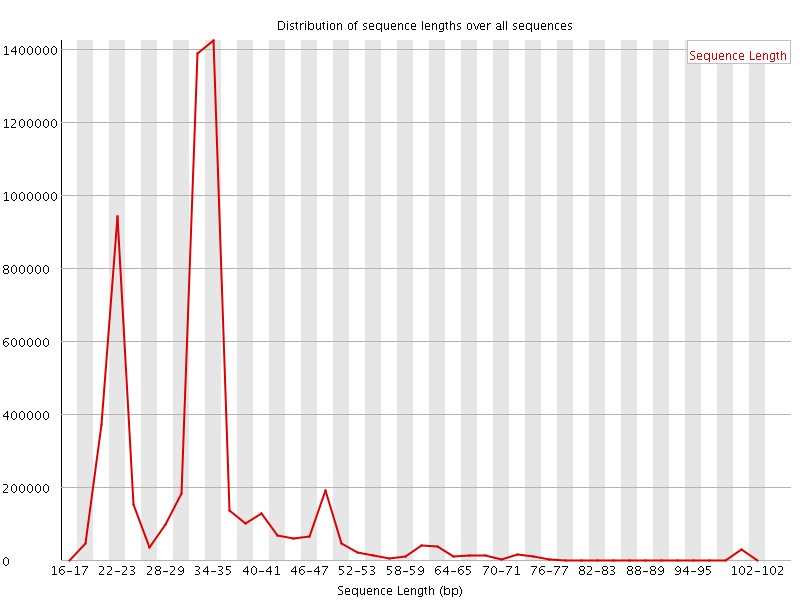 Distribution of sequence lengths over all sequences
Sequence Length
1400000
1200000
1000000
800000
600000
400000
200000
0
16-17 22-23 28-29 34-35 40-41 46-47 52-53 58-59 64-65 70-71 76-77 82-83 88-89 94-95 102-102
Sequence Length (bp)